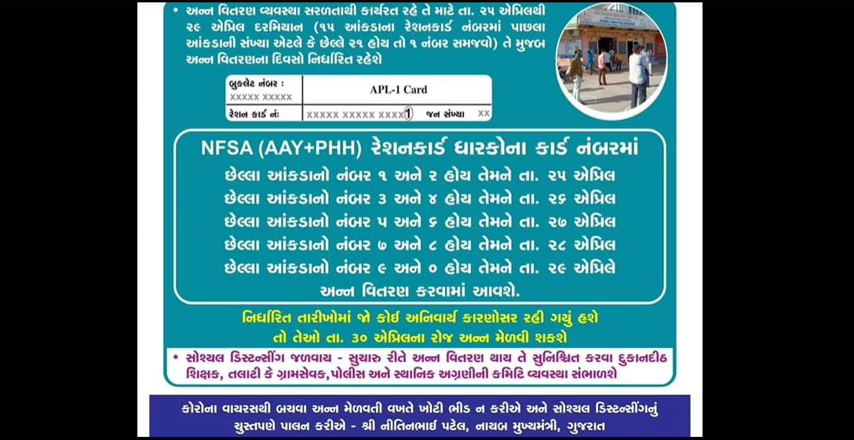 • અન્ન વિતરણ વ્યવસ્થા સરળતાથી કાર્યરત રહે તે માટે તા. ૨૫ એપ્રિલથી
૨૯ એપ્રિલ દરમિયાન (૧૫ આંકડાના રેશનકાર્ડ નંબરમાં પાછલા
આંકડાની સંખ્યા એટલે કે છેલ્લે ૨૧ હોય તો ૧ નંબર સમજવો) તે મુજબ
અન્ન વિતરણના દિવસો નિર્ધારિત રહેશે
બુકલેટ નંબર :
XXXXX XXXXX
APL-1 Card
રેશન કાર્ડ નં: XXXXX XXXXX XXXX1 જન સંખ્યા XX
NFSA (AAY+PHH) રેશનકાર્ડ ધારકોના કાર્ડ નંબરમાં
છેલ્લા આંકડાનો નંબર ૧ અને ૨ હોય તેમને તા. ૨૫ એપ્રિલ
છેલ્લા આંકડાનો નંબર ૩ અને ૪ હોય તેમને તા. ૨૬ એપ્રિલ
છેલ્લા આંકડાનો નંબર ૫ અને ૬ હોય તેમને તા. ૨૭ એપ્રિલ
છેલ્લા આંકડાનો નંબર ૭ અને ૮ હોય તેમને તા. ૨૮ એપ્રિલ
છેલ્લા આંકડાનો નંબર ૯ અને ૦ હોય તેમને તા. ૨૯ એપ્રિલે
અન્ન વિતરણ કરવામાં આવશે.
નિર્ધારિત તારીખોમાં જો કોઈ અનિવાર્ય કારણોસર રહી ગયું હશે
તો તેઓ તા. ૩૦ એપ્રિલના રોજ અન્ન મેળવી શકશે
• સોશ્યલ ડિસ્ટન્સીંગ જળવાય - સુચારુ રીતે અન્ન વિતરણ થાય તે સુનિશ્ચિત કરવા દુકાનદીઠ
શિક્ષક, તલાટી કે ગ્રામસેવક,પોલીસ અને સ્થાનિક અગ્રણીની કમિટિ વ્યવસ્થા સંભાળશે
કોરોના વાયરસથી બચવા અન્ન મેળવતી વખતે ખોટી ભીડ ન કરીએ અને સોશ્યલ ડિસ્ટન્સીંગનું
ચુસ્તપણે પાલન કરીએ - શ્રી નીતિનભાઈ પટેલ, નાયબ મુખ્યમંત્રી, ગુજરાત